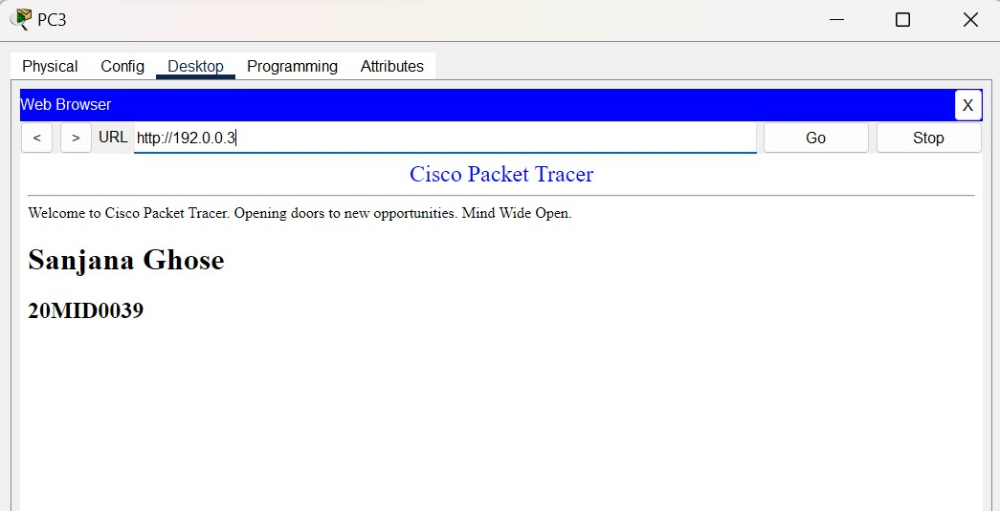 PC3
Physical Config Desktop Programming Attributes
Web Browser X
< > URL http://192.0.0.3 Go Stop
Cisco Packet Tracer
Welcome to Cisco Packet Tracer. Opening doors to new opportunities. Mind Wide Open.
Sanjana Ghose
20MID0039